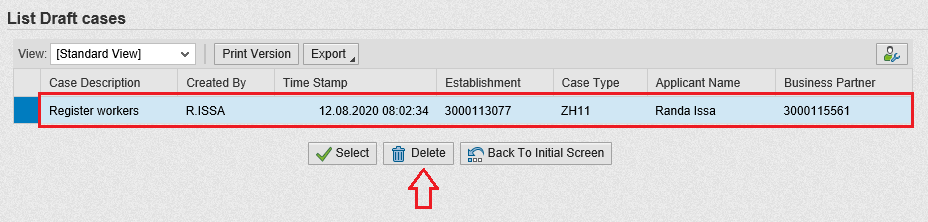 List Draft cases
View: [Standard View] Print Version Export
Case Description Created By Time Stamp Establishment Case Type Applicant Name Business Partner
Register workers R.ISSA 12.08.2020 08:02:34 3000113077 ZH11 Randa Issa 3000115561
Select Delete Back To Initial Screen